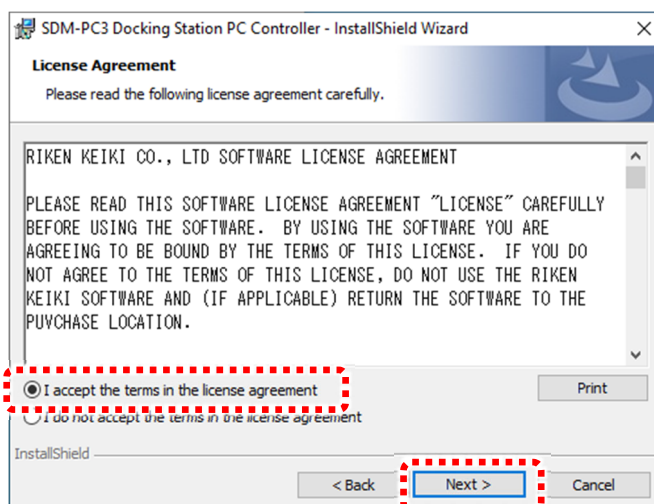 SDM-PC3 Docking Station PC Controller - InstallShield Wizard
License Agreement
Please read the following license agreement carefully.
RIKEN KEIKI CO., LTD SOFTWARE LICENSE AGREEMENT
PLEASE READ THIS SOFTWARE LICENSE AGREEMENT "LICENSE" CAREFULLY
BEFORE USING THE SOFTWARE. BY USING THE SOFTWARE YOU ARE
AGREEING TO BE BOUND BY THE TERMS OF THIS LICENSE. IF YOU DO
NOT AGREE TO THE TERMS OF THIS LICENSE, DO NOT USE THE RIKEN
KEIKI SOFTWARE AND (IF APPLICABLE) RETURN THE SOFTWARE TO THE
PUVCHASE LOCATION.
I accept the terms in the license agreement
Print
I do not accept the terms in the license agreement
InstallShield
< Back
Next >
Cancel